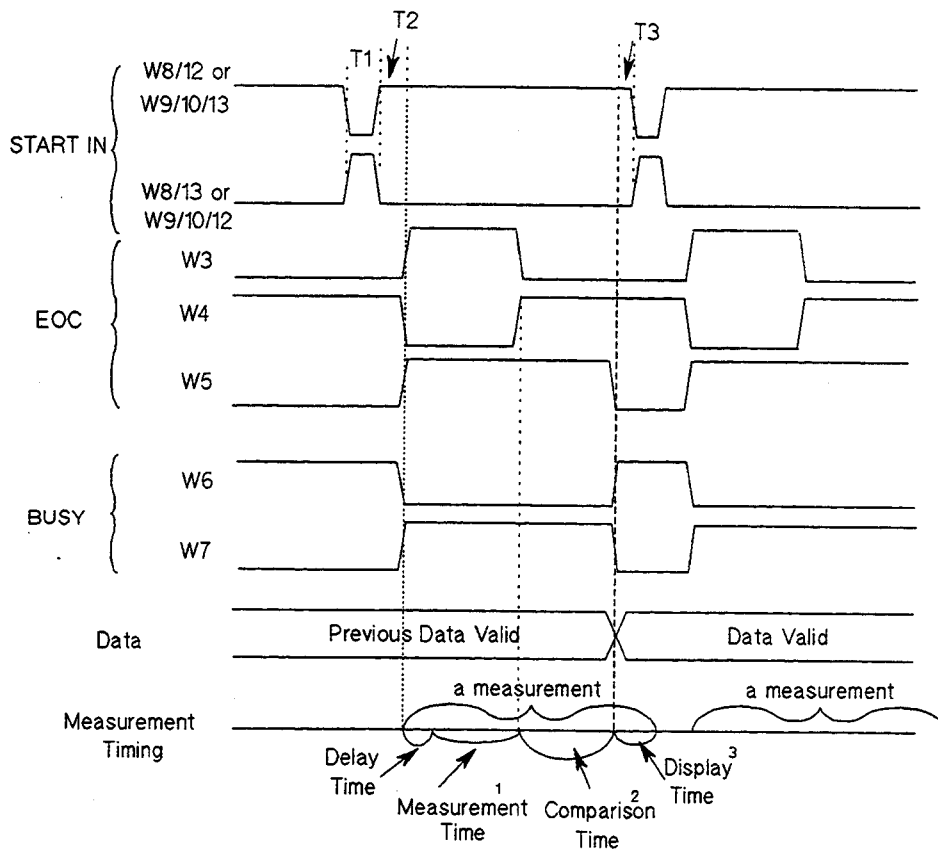 T2
T3
T1
W8/12 or
W9/10/13
START IN
W8/13 or
W9/10/12
W3
EOC
W4
W5
W6
BUSY
W7
Data
Previous Data Valid
Data Valid
a measurement
a measurement
Measurement
Timing
Delay
Time
Measurement 1
Time
Comparison 2
Time
Display 3
Time